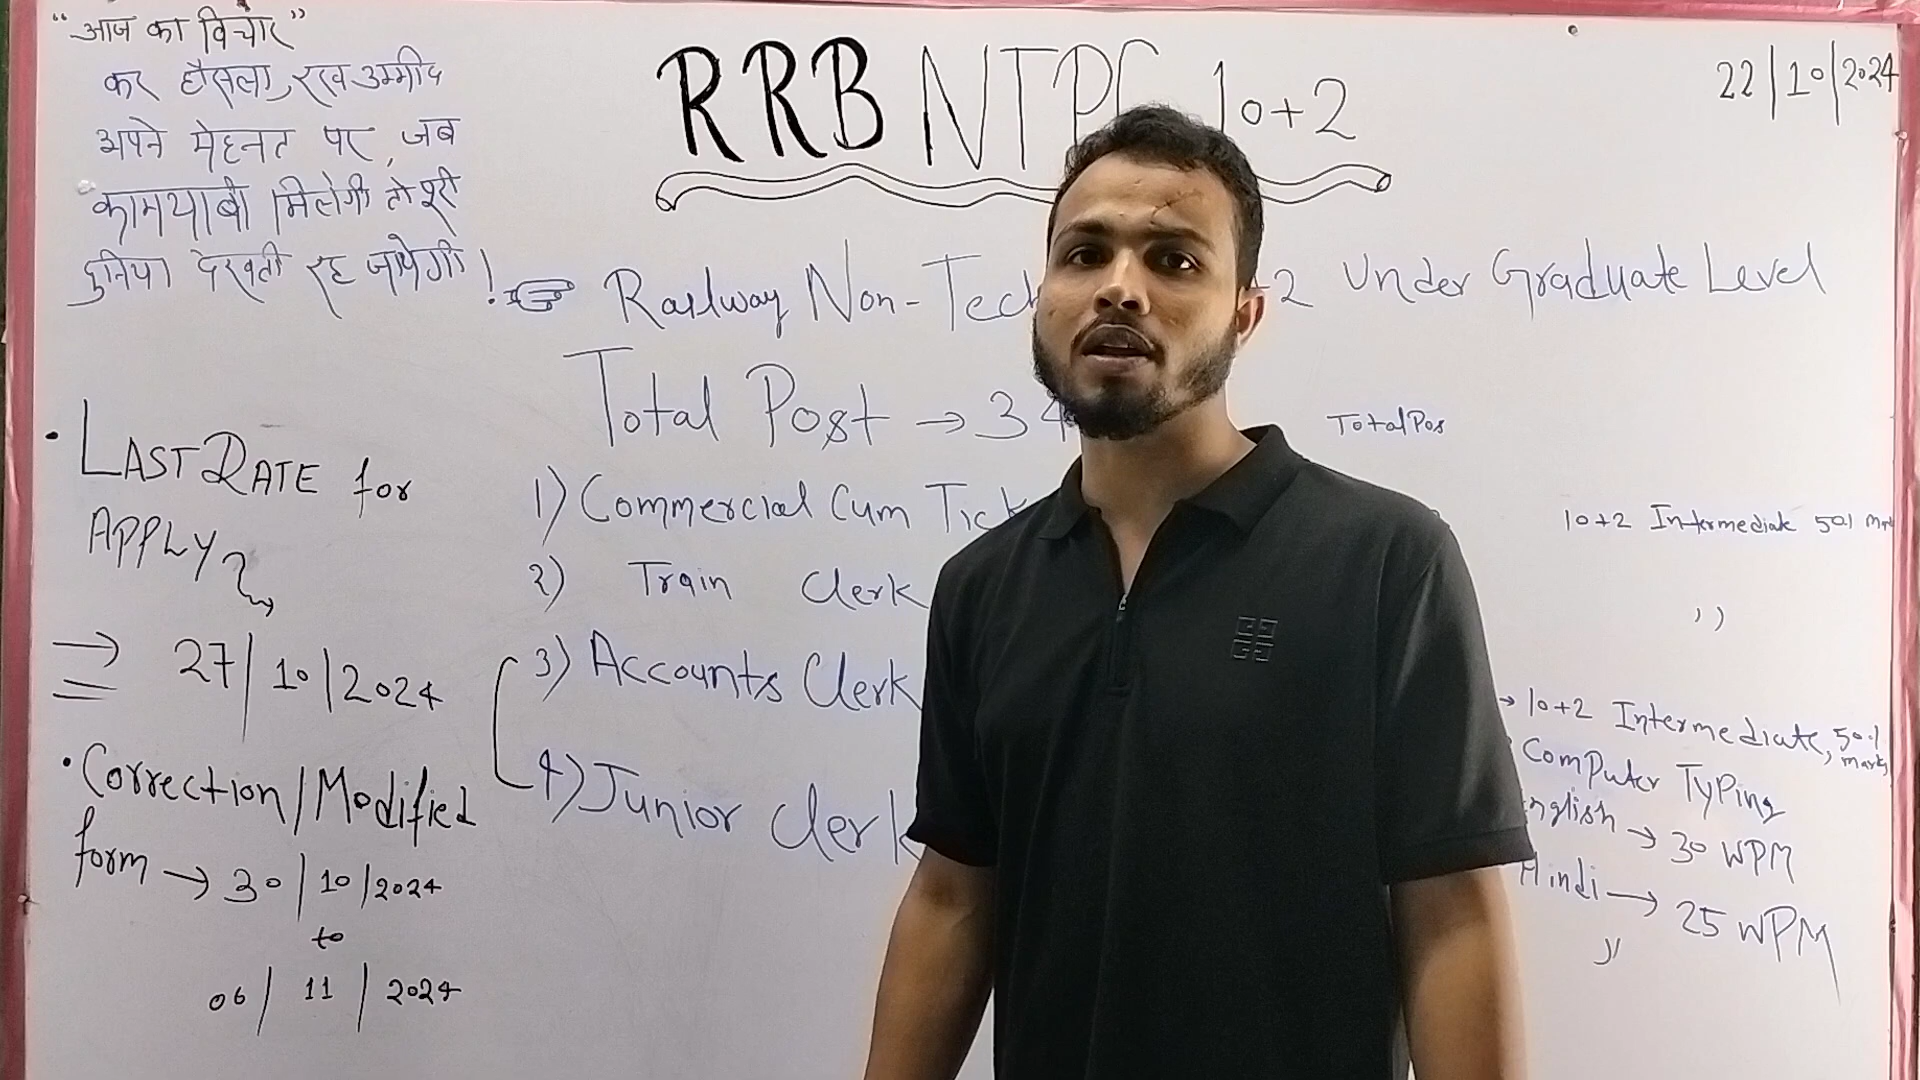 "आज का विचार"
कर हौसला, रख उम्मीद
अपने मेहनत पर, जब
कामयाबी मिलेगी तो पूरी
दुनिया देखती रह जायेगी!
RRB NTPC 10+2
22/10/2024
Railway Non-Tech +2 Under Graduate Level
Total Post → 34
Total Pos
• LAST DATE for
APPLY
→ 27/10/2024
• Correction/Modified
form → 30/10/2024
to
06/11/2024
1) Commercial Cum Tick
10+2 Intermediate 50%
2) Train Clerk
,,
3) Accounts Clerk
→ 10+2 Intermediate, 50%
marks
Computer Typing
4) Junior Clerk
English → 30 WPM
Hindi → 25 WPM
,,